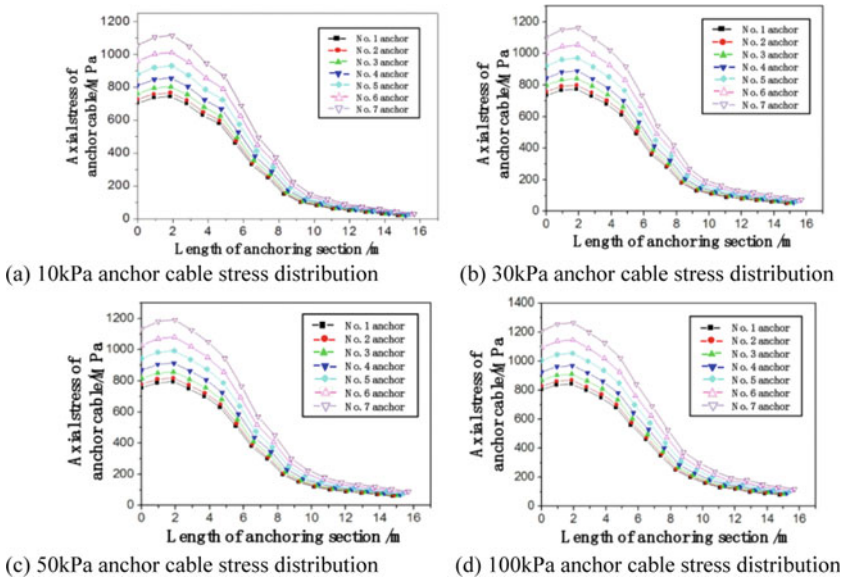 1200
1000
800
600
400
200
0
Axial stress of
anchor cable/MPa
No. 1 anchor
No. 2 anchor
No. 3 anchor
No. 4 anchor
No. 5 anchor
No. 6 anchor
No. 7 anchor
0 2 4 6 8 10 12 14 16
Length of anchoring section /m
(a) 10kPa anchor cable stress distribution
1200
1000
800
600
400
200
0
Axial stress of
anchor cable/MPa
No. 1 anchor
No. 2 anchor
No. 3 anchor
No. 4 anchor
No. 5 anchor
No. 6 anchor
No. 7 anchor
0 2 4 6 8 10 12 14 16
Length of anchoring section /m
(b) 30kPa anchor cable stress distribution
1200
1000
800
600
400
200
0
Axial stress of
anchor cable/MPa
No. 1 anchor
No. 2 anchor
No. 3 anchor
No. 4 anchor
No. 5 anchor
No. 6 anchor
No. 7 anchor
0 2 4 6 8 10 12 14 16
Length of anchoring section /m
(c) 50kPa anchor cable stress distribution
1400
1200
1000
800
600
400
200
0
Axial stress of
anchor cable/MPa
No. 1 anchor
No. 2 anchor
No. 3 anchor
No. 4 anchor
No. 5 anchor
No. 6 anchor
No. 7 anchor
0 2 4 6 8 10 12 14 16
Length of anchoring section /m
(d) 100kPa anchor cable stress distribution